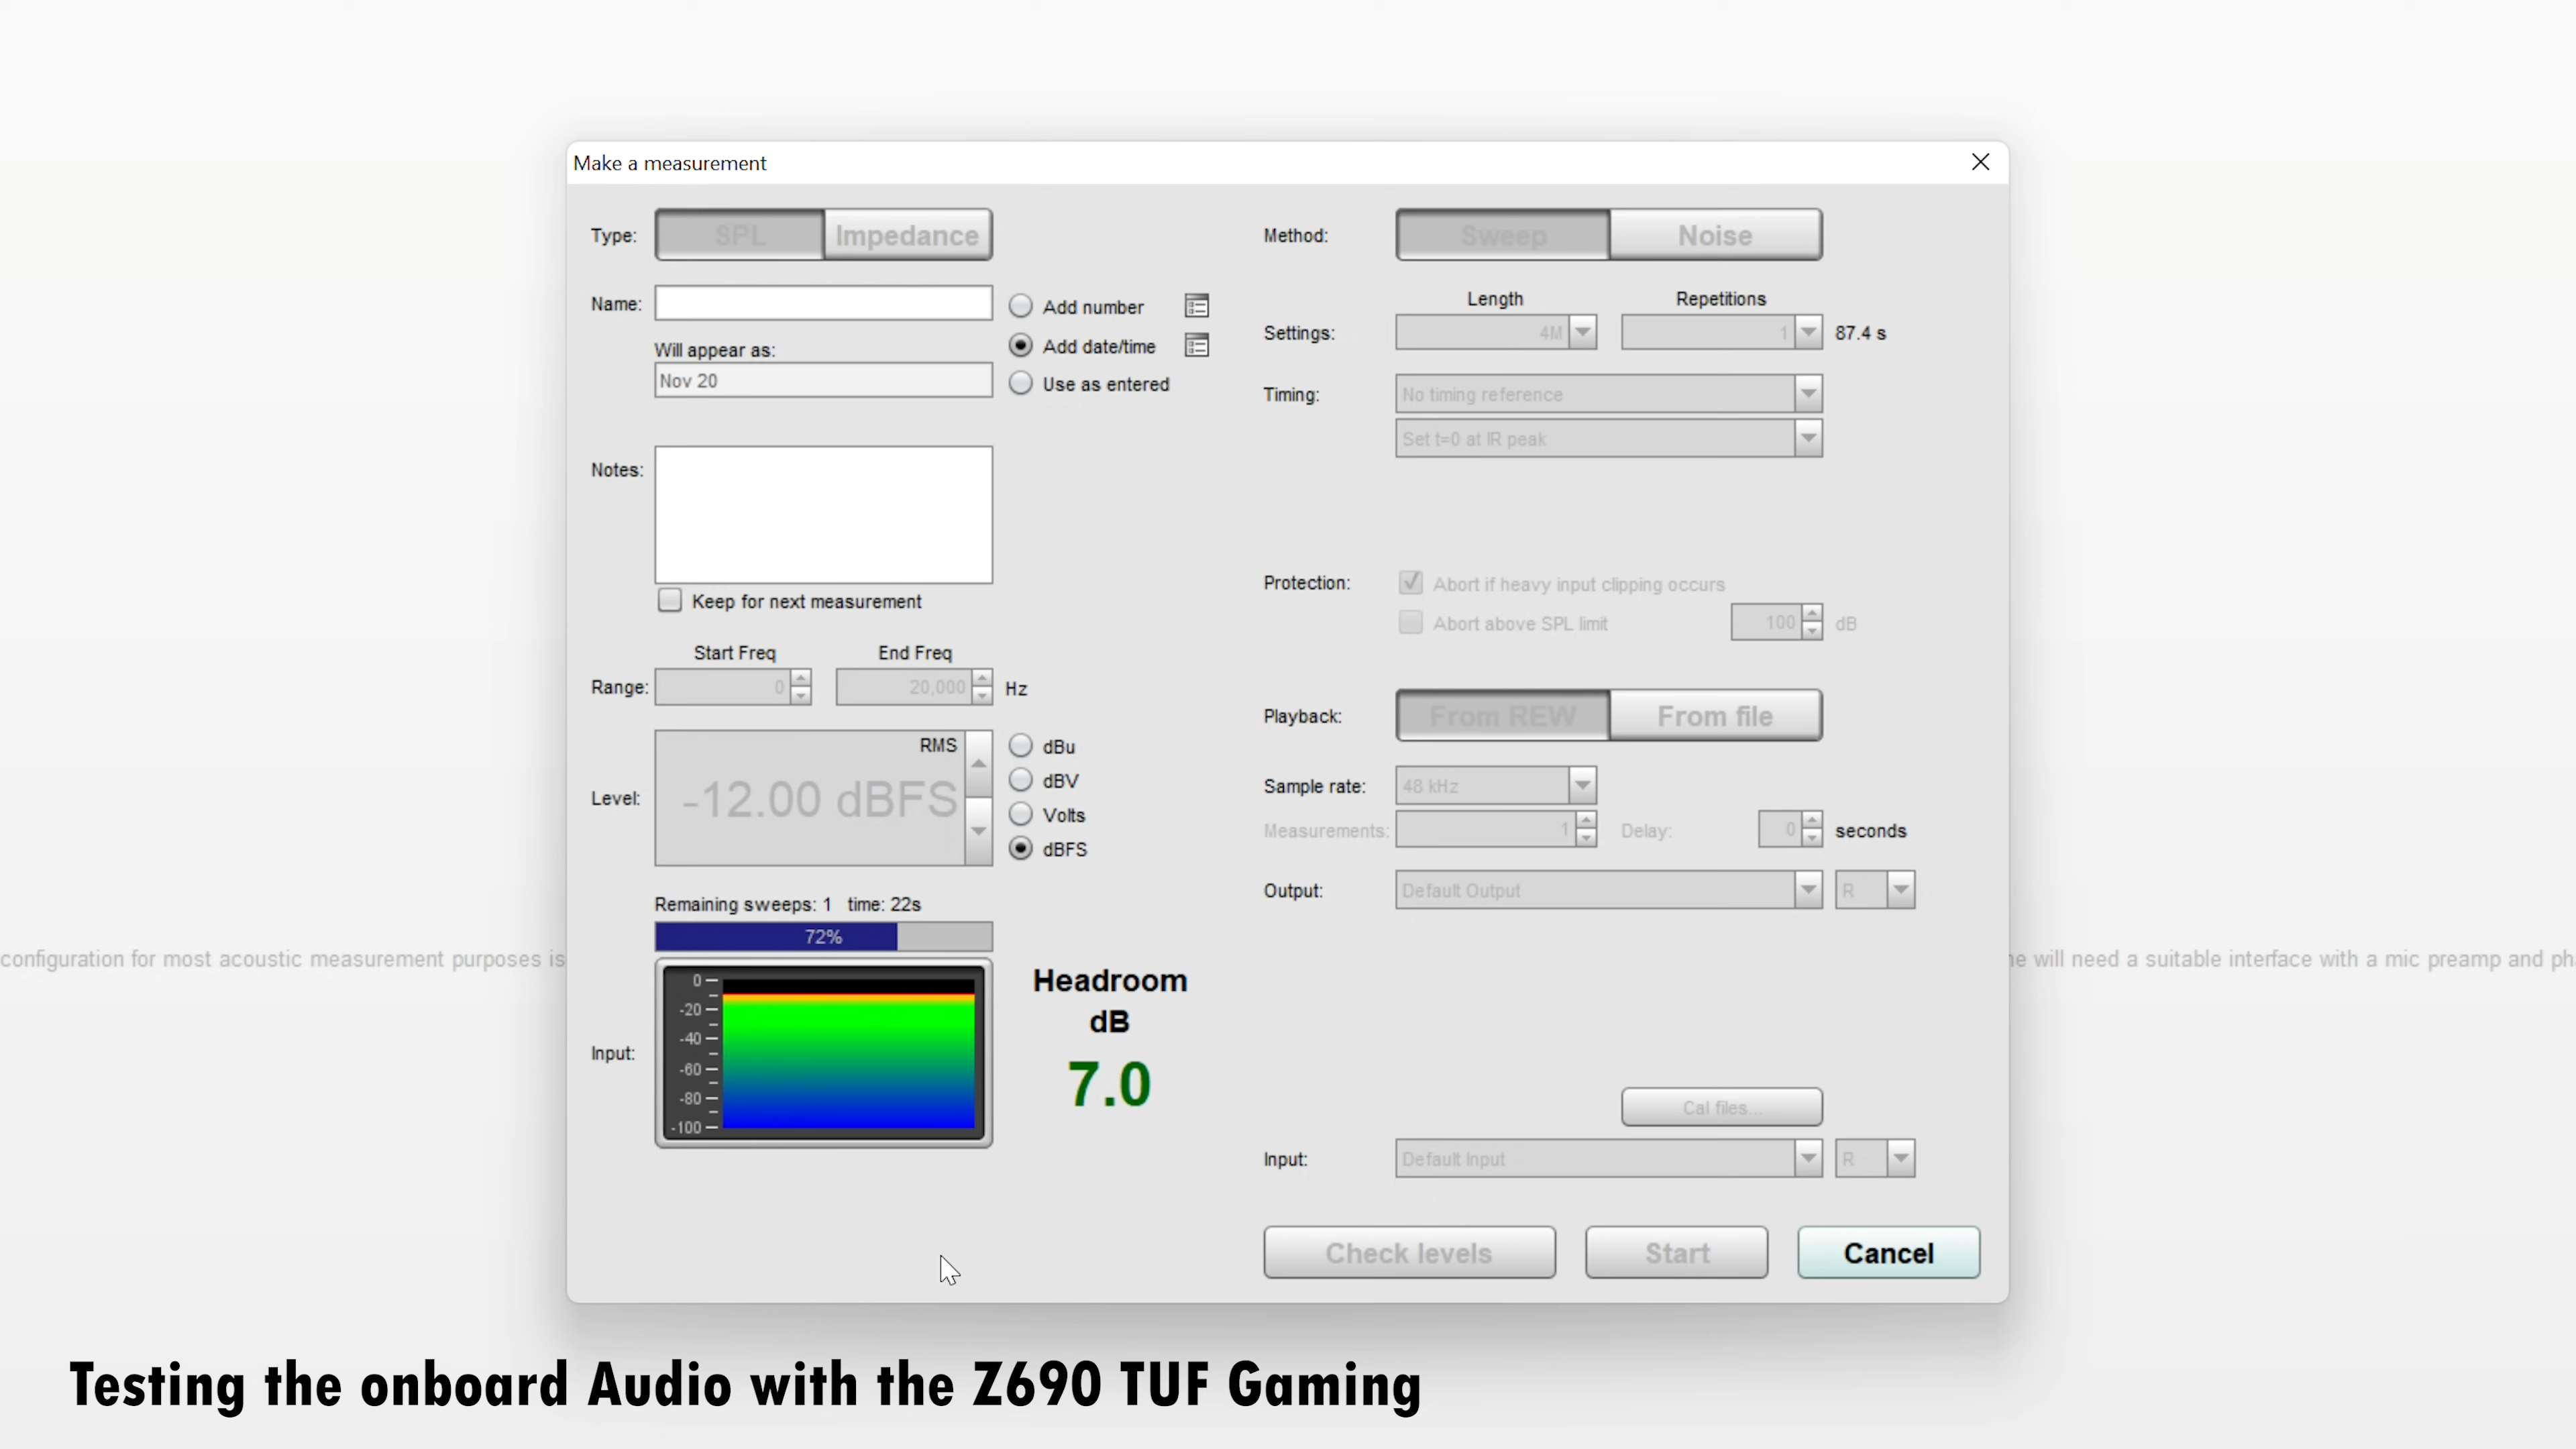 Make a measurement
Type: SPL Impedance
Name:
Add number
Will appear as:
Add date/time
Nov 20
Use as entered
Notes:
Keep for next measurement
Start Freq End Freq
Range: 0 20,000 Hz
RMS
Level: -12.00 dBFS
dBu
dBV
Volts
dBFS
Remaining sweeps: 1 time: 22s
72%
Input:
0
-20
-40
-60
-80
-100
Headroom
dB
7.0
Method: Sweep Noise
Length Repetitions
Settings: 4M 1 87.4 s
Timing: No timing reference
Set t=0 at IR peak
Protection: Abort if heavy input clipping occurs
Abort above SPL limit 100 dB
Playback: From REW From file
Sample rate: 48 kHz
Measurements: 1 Delay: 0 seconds
Output: Default Output R
Cal files...
Input: Default Input R
Check levels Start Cancel
configuration for most acoustic measurement purposes is
will need a suitable interface with a mic preamp and
Testing the onboard Audio with the Z690 TUF Gaming